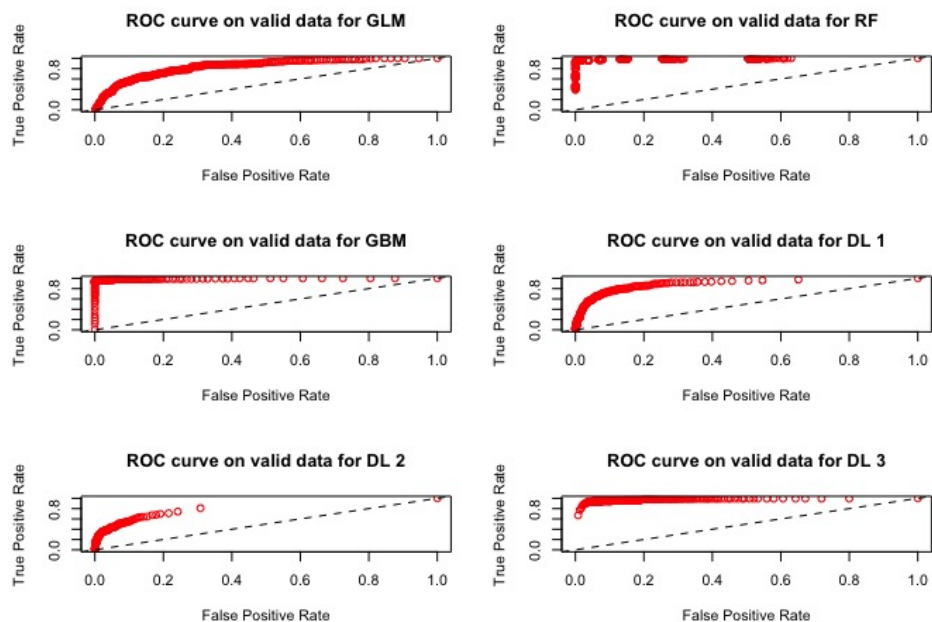 ROC curve on valid data for GLM
True Positive Rate
0.0 0.8
0.0 0.2 0.4 0.6 0.8 1.0
False Positive Rate
ROC curve on valid data for RF
True Positive Rate
0.0 0.8
0.0 0.2 0.4 0.6 0.8 1.0
False Positive Rate
ROC curve on valid data for GBM
True Positive Rate
0.0 0.8
0.0 0.2 0.4 0.6 0.8 1.0
False Positive Rate
ROC curve on valid data for DL 1
True Positive Rate
0.0 0.8
0.0 0.2 0.4 0.6 0.8 1.0
False Positive Rate
ROC curve on valid data for DL 2
True Positive Rate
0.0 0.8
0.0 0.2 0.4 0.6 0.8 1.0
False Positive Rate
ROC curve on valid data for DL 3
True Positive Rate
0.0 0.8
0.0 0.2 0.4 0.6 0.8 1.0
False Positive Rate